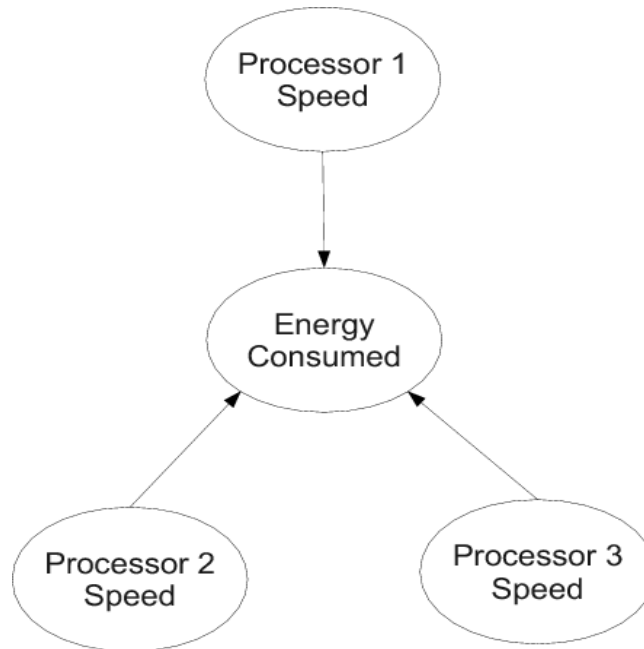 Processor 1
Speed
Energy
Consumed
Processor 2
Speed
Processor 3
Speed